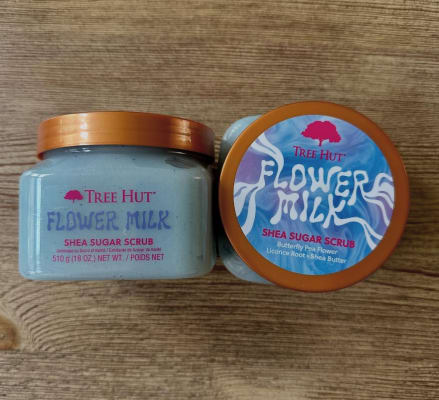 TREE HUT
FLOWER MILK
SHEA SUGAR SCRUB
510 g (18 OZ.) NET WT. / POIDS NET
TREE HUT
FLOWER
MILK
SHEA SUGAR SCRUB
Butterfly Pea Flower
Licorice Root • Shea Butter